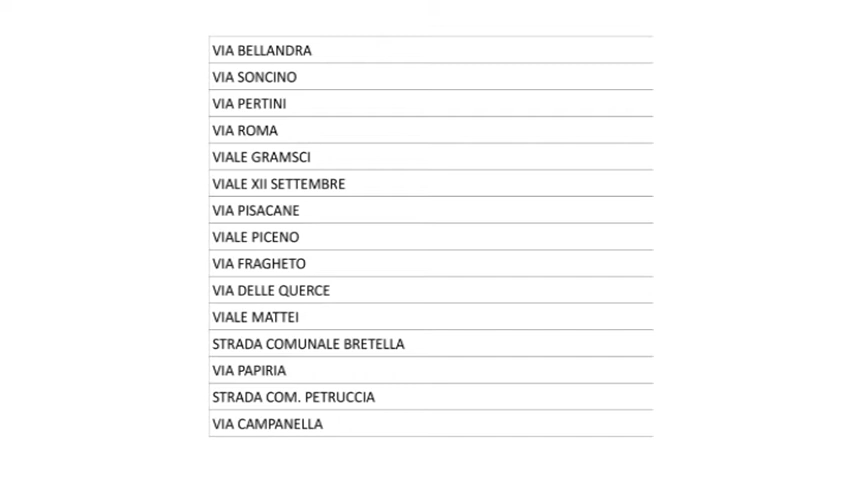 VIA BELLANDRA
VIA SONCINO
VIA PERTINI
VIA ROMA
VIALE GRAMSCI
VIALE XII SETTEMBRE
VIA PISACANE
VIALE PICENO
VIA FRAGHETO
VIA DELLE QUERCE
VIALE MATTEI
STRADA COMUNALE BRETELLA
VIA PAPIRIA
STRADA COM. PETRUCCIA
VIA CAMPANELLA